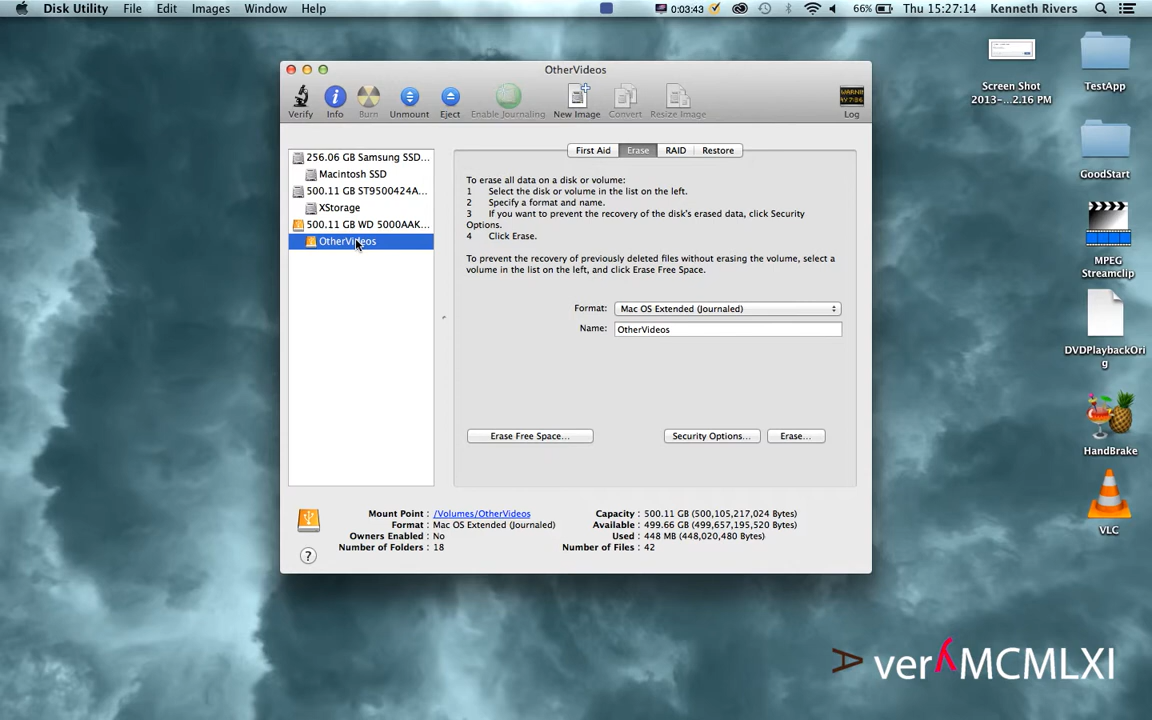 Disk Utility File Edit Images Window Help 0:03:43 66% Thu 15:27:14 Kenneth Rivers
OtherVideos
Verify Info Burn Unmount Eject Enable Journaling New Image Convert Resize Image Log
WARNI
AY 7:36
256.06 GB Samsung SSD...
Macintosh SSD
500.11 GB ST9500424A...
XStorage
500.11 GB WD 5000AAK...
OtherVideos
First Aid Erase RAID Restore
To erase all data on a disk or volume:
1 Select the disk or volume in the list on the left.
2 Specify a format and name.
3 If you want to prevent the recovery of the disk's erased data, click Security
Options.
4 Click Erase.
To prevent the recovery of previously deleted files without erasing the volume, select a
volume in the list on the left, and click Erase Free Space.
Format: Mac OS Extended (Journaled)
Name: OtherVideos
Erase Free Space... Security Options... Erase...
Mount Point : /Volumes/OtherVideos
Format : Mac OS Extended (Journaled)
Owners Enabled : No
Number of Folders : 18
Capacity : 500.11 GB (500,105,217,024 Bytes)
Available : 499.66 GB (499,657,195,520 Bytes)
Used : 448 MB (448,020,480 Bytes)
Number of Files : 42
?
Screen Shot
2013-...2.16 PM
TestApp
GoodStart
MPEG
Streamclip
DVDPlaybackOri
g
HandBrake
VLC
AveryMCMLXI